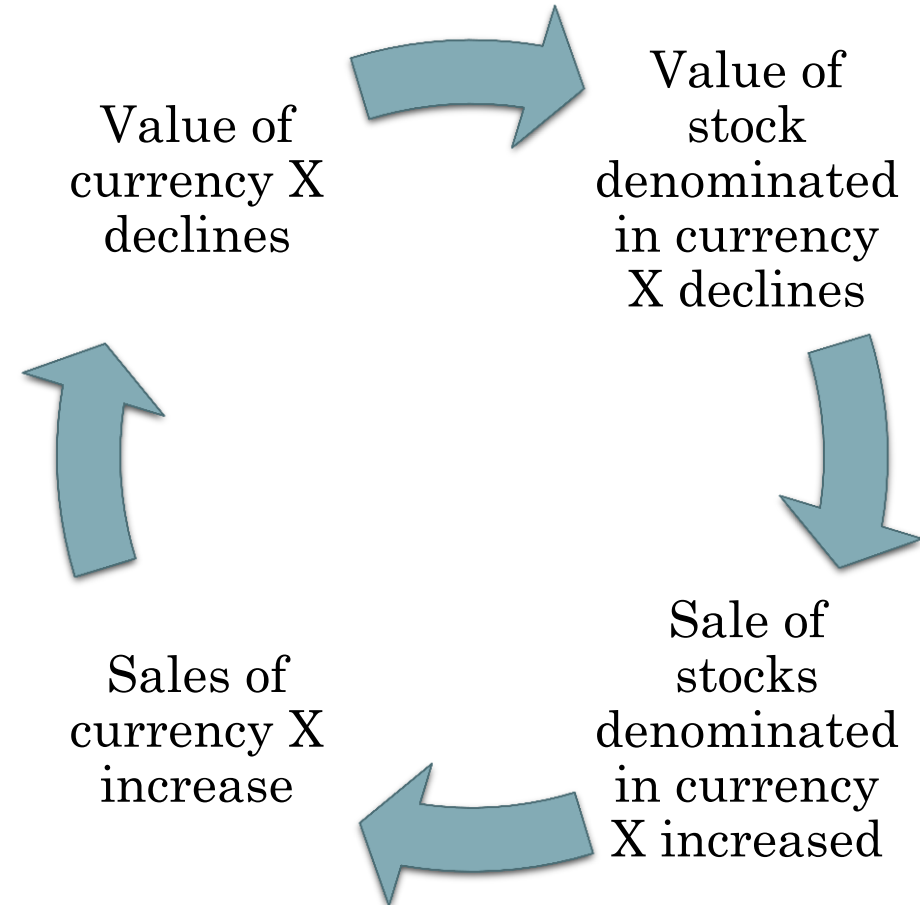 Value of
currency X
declines
Value of
stock
denominated
in currency
X declines
Sale of
stocks
denominated
in currency
X increased
Sales of
currency X
increase